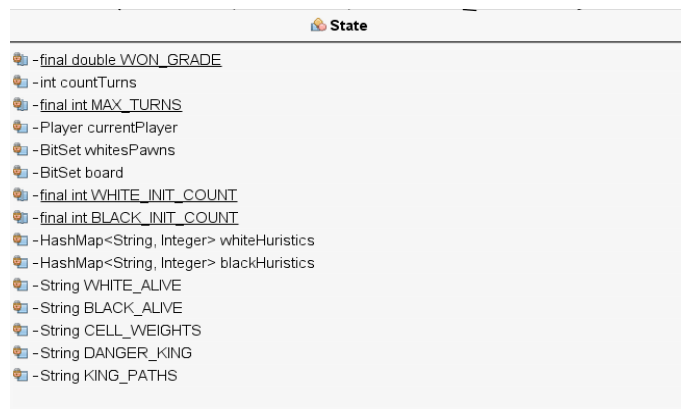 State
-final double WON_GRADE
-int countTurns
-final int MAX_TURNS
-Player currentPlayer
-BitSet whitesPawns
-BitSet board
-final int WHITE_INIT_COUNT
-final int BLACK_INIT_COUNT
-HashMap<String, Integer> whiteHuristics
-HashMap<String, Integer> blackHuristics
-String WHITE_ALIVE
-String BLACK_ALIVE
-String CELL_WEIGHTS
-String DANGER_KING
-String KING_PATHS